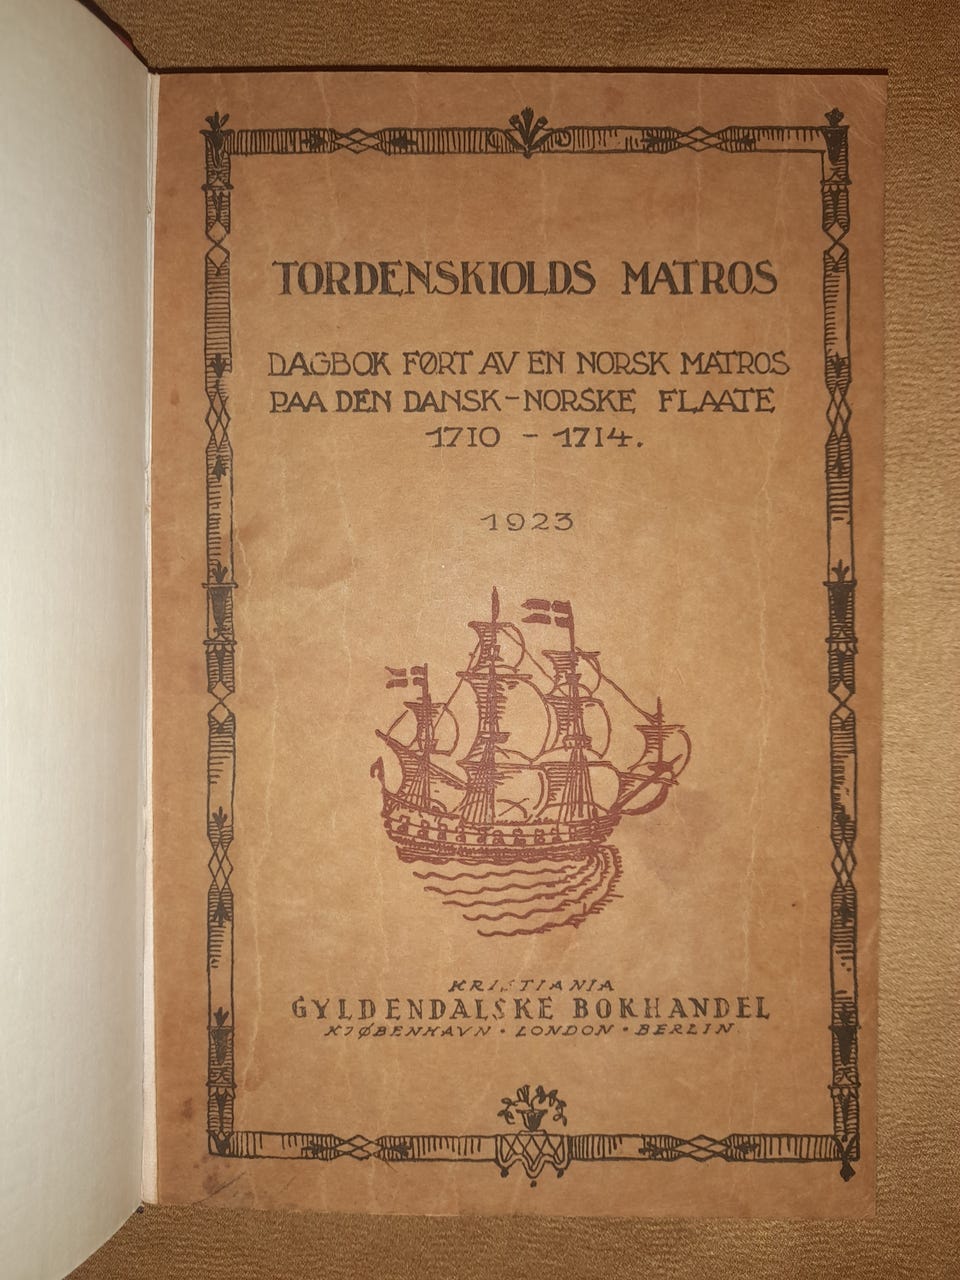 TORDENSKIOLDS MATROS
DAGBOK FØRT AV EN NORSK MATROS
PAA DEN DANSK-NORSKE FLAATE
1710 - 1714.
1923
KRISTIANIA
GYLDENDALSKE BOKHANDEL
KJØBENHAVN · LONDON · BERLIN